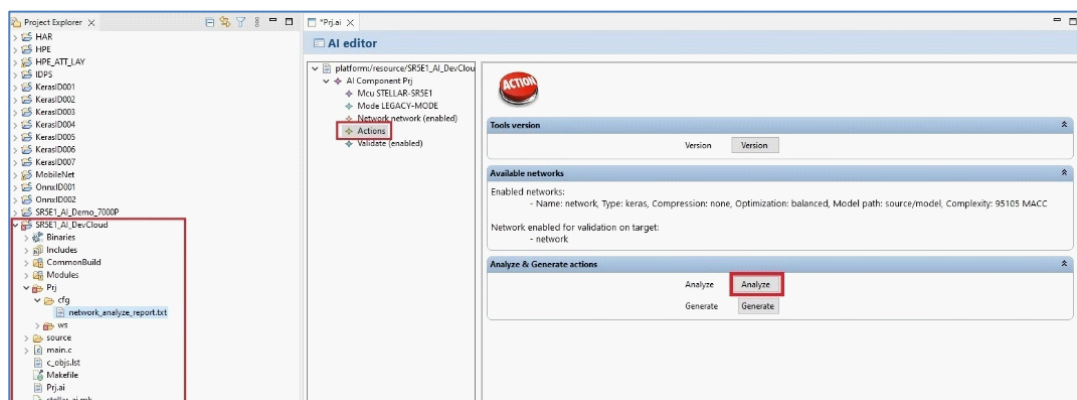 Project Explorer
HAR
HPE
HPE_ATT_LAY
IDPS
KerasID001
KerasID002
KerasID003
KerasID004
KerasID005
KerasID006
KerasID007
MobileNet
OnnxID001
OnnxID002
SR5E1_AI_Demo_7000P
SR5E1_AI_DevCloud
Binaries
Includes
CommonBuild
Modules
Prj
cfg
network_analyze_report.txt
ws
source
main.c
c_objs.lst
Makefile
Prj.ai
stellar_ai.mk
*Prj.ai
AI editor
platform:/resource/SR5E1_AI_DevClou
AI Component Prj
Mcu STELLAR-SR5E1
Mode LEGACY-MODE
Network network (enabled)
Actions
Validate (enabled)
ACTION
Tools version
Version Version
Available networks
Enabled networks:
- Name: network, Type: keras, Compression: none, Optimization: balanced, Model path: source/model, Complexity: 95105 MACC
Network enabled for validation on target:
- network
Analyze & Generate actions
Analyze Analyze
Generate Generate